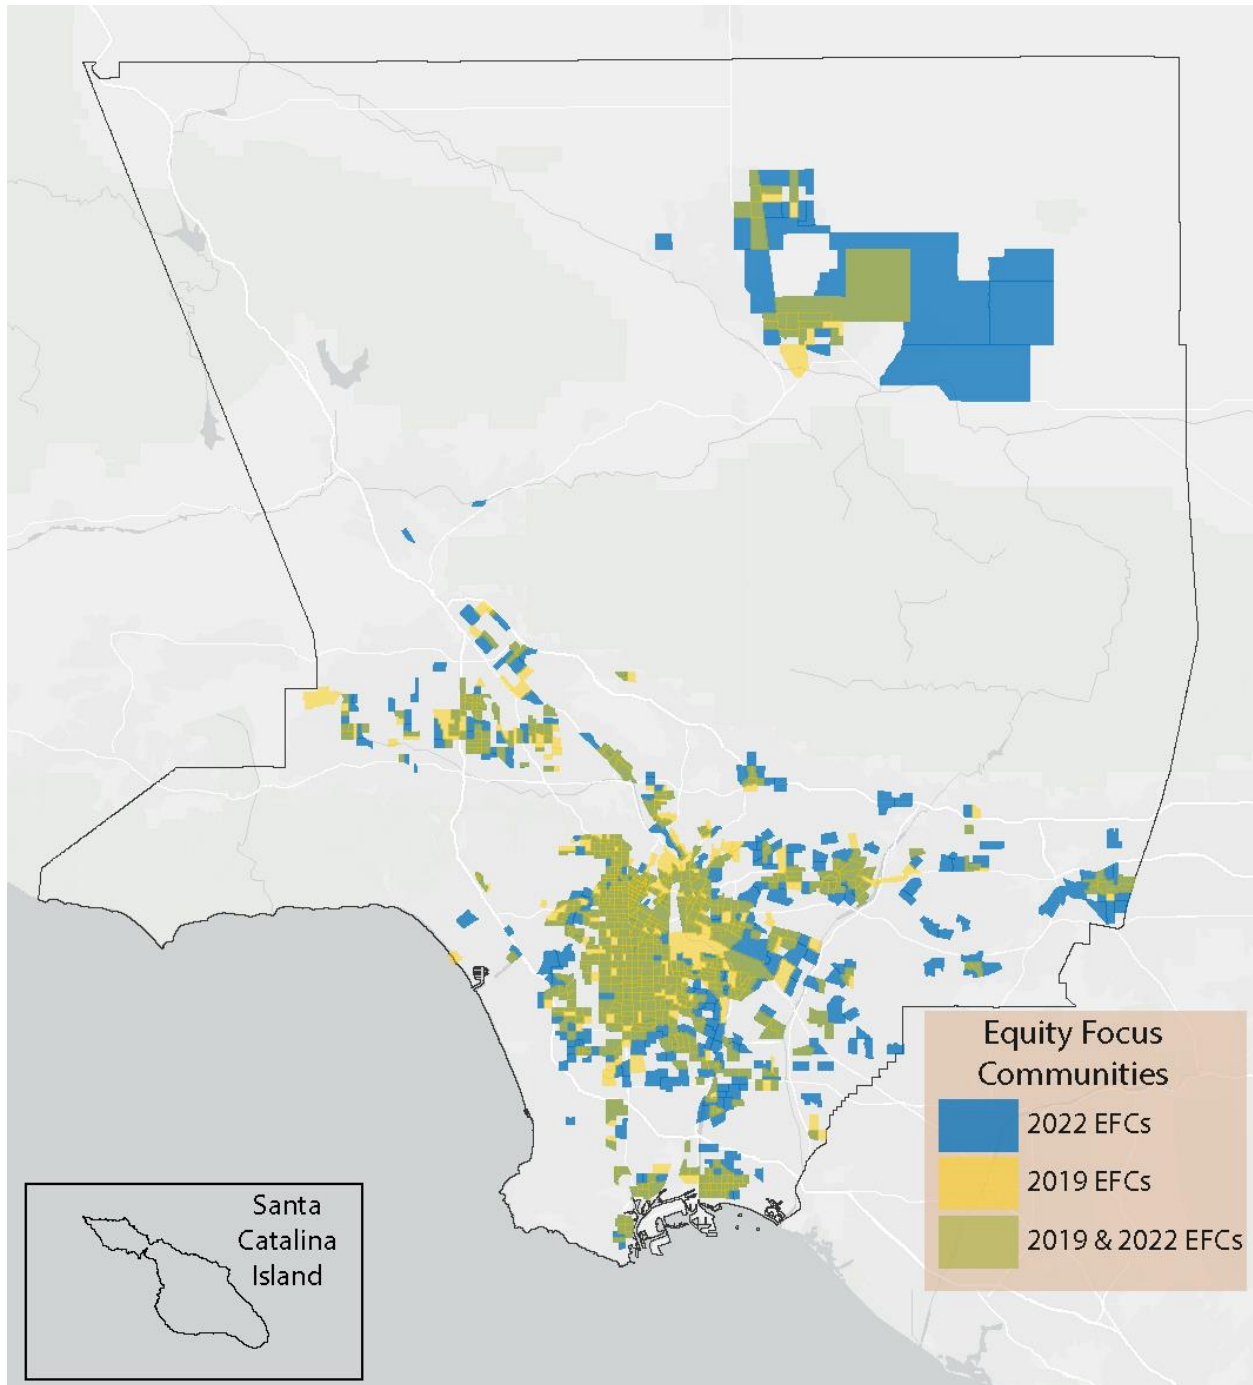 Equity Focus
Communities
2022 EFCs
2019 EFCs
2019 & 2022 EFCs
Santa
Catalina
Island